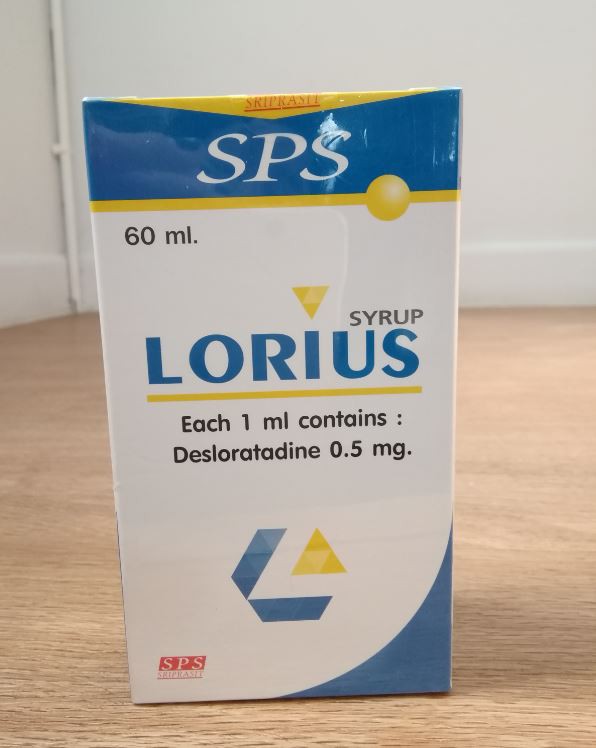 SRIPRASIT
SPS
60 ml.
SYRUP
LORIUS
Each 1 ml contains :
Desloratadine 0.5 mg.
SPS
SRIPRASIT